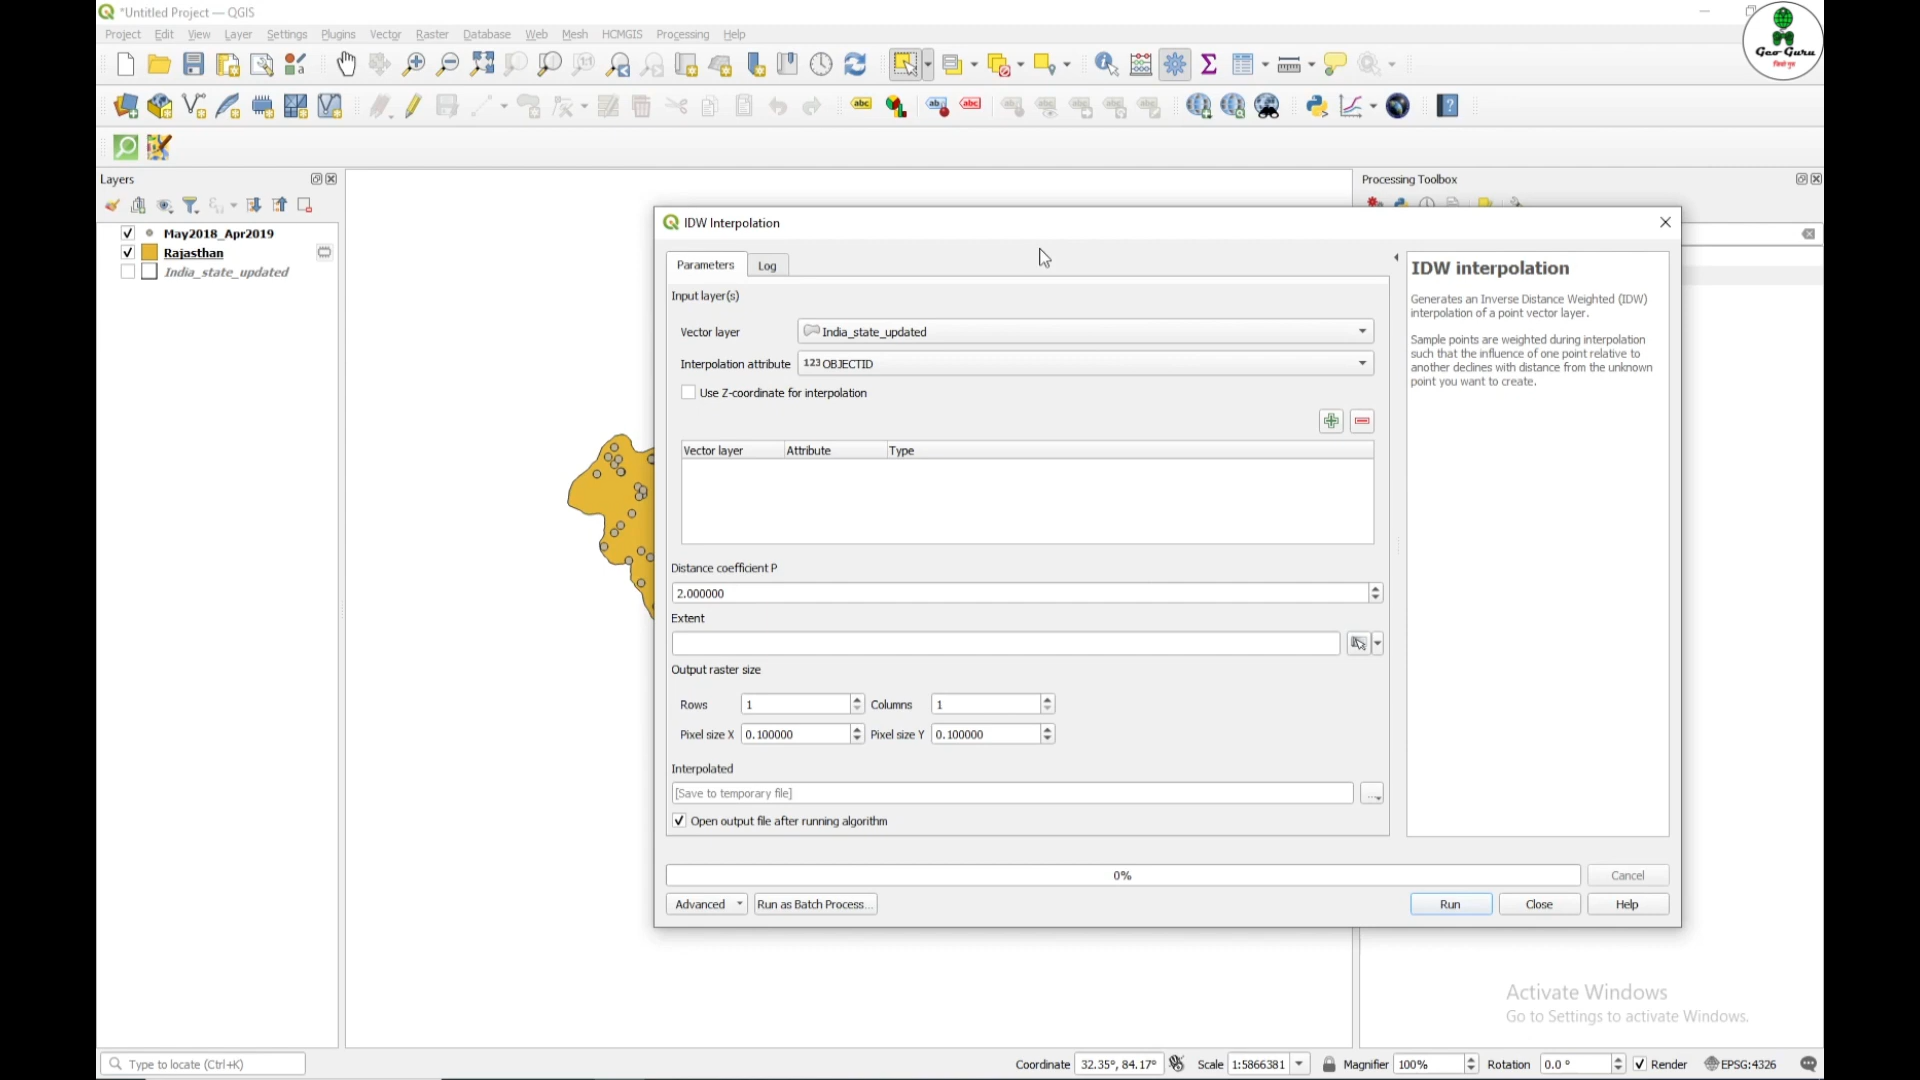 *Untitled Project — QGIS
Project Edit View Layer Settings Plugins Vector Raster Database Web Mesh HCMGIS Processing Help
Geo Guru
Layers
May2018_Apr2019
Rajasthan
India_state_updated
Processing Toolbox
IDW Interpolation
Parameters Log
Input layer(s)
Vector layer India_state_updated
Interpolation attribute 123 OBJECTID
Use Z-coordinate for interpolation
Vector layer Attribute Type
Distance coefficient P
2.000000
Extent
Output raster size
Rows 1 Columns 1
Pixel size X 0.100000 Pixel size Y 0.100000
Interpolated
[Save to temporary file]
…
Open output file after running algorithm
IDW interpolation
Generates an Inverse Distance Weighted (IDW)
interpolation of a point vector layer.
Sample points are weighted during interpolation
such that the influence of one point relative to
another declines with distance from the unknown
point you want to create.
0% Cancel
Advanced Run as Batch Process... Run Close Help
Activate Windows
Go to Settings to activate Windows.
Type to locate (Ctrl+K) Coordinate 32.35°, 84.17° Scale 1:5866381 Magnifier 100% Rotation 0.0 ° Render EPSG:4326